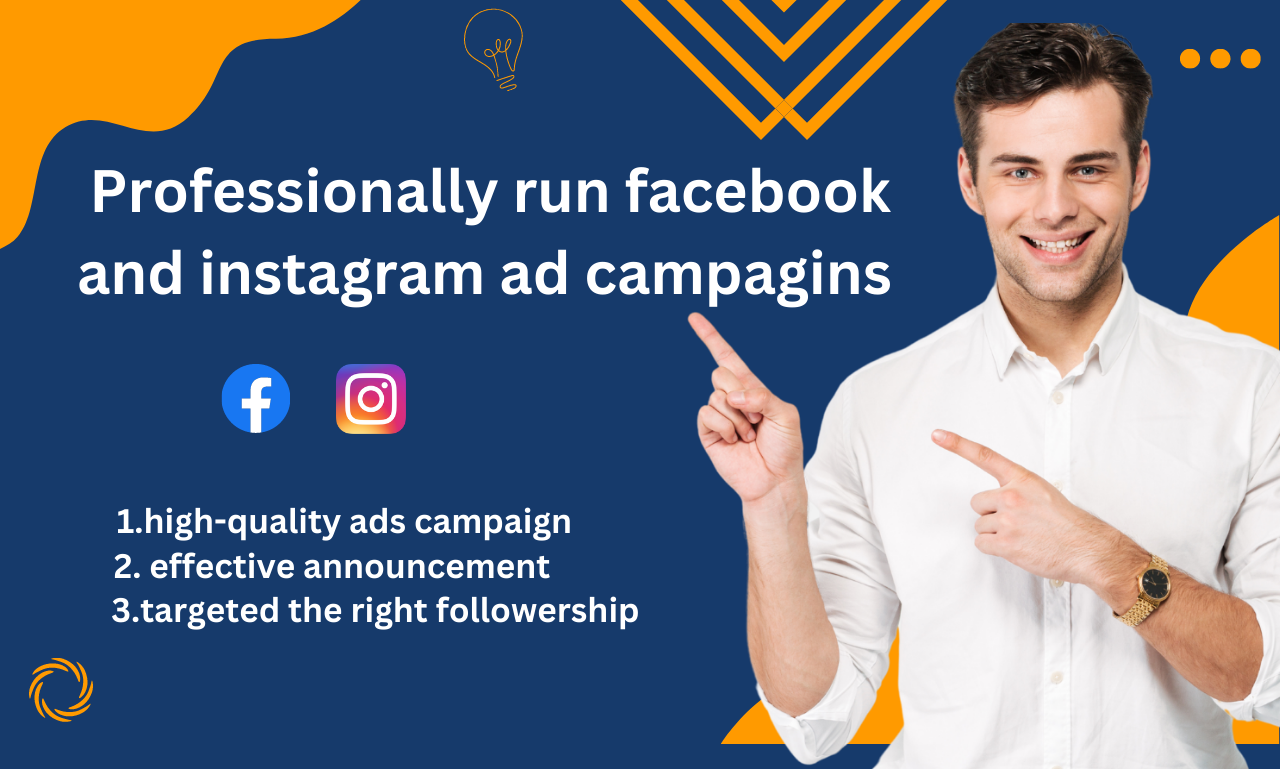 Professionally run facebook
and instagram ad campagins
1.high-quality ads campaign
2. effective announcement
3.targeted the right followership